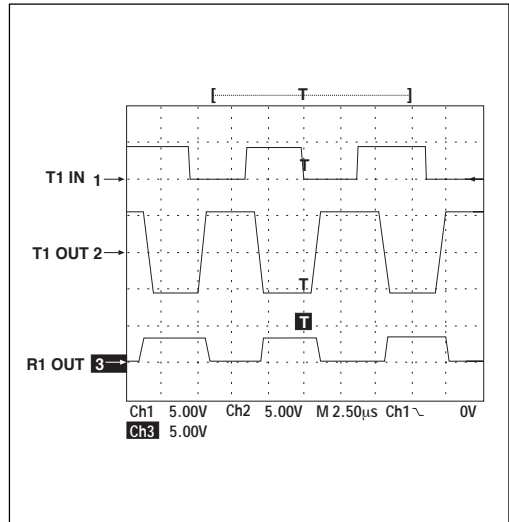 [ T ]
T
T1 IN 1
T1 OUT 2
T
T
R1 OUT 3
Ch1 5.00V Ch2 5.00V M 2.50μs Ch1 0V
Ch3 5.00V